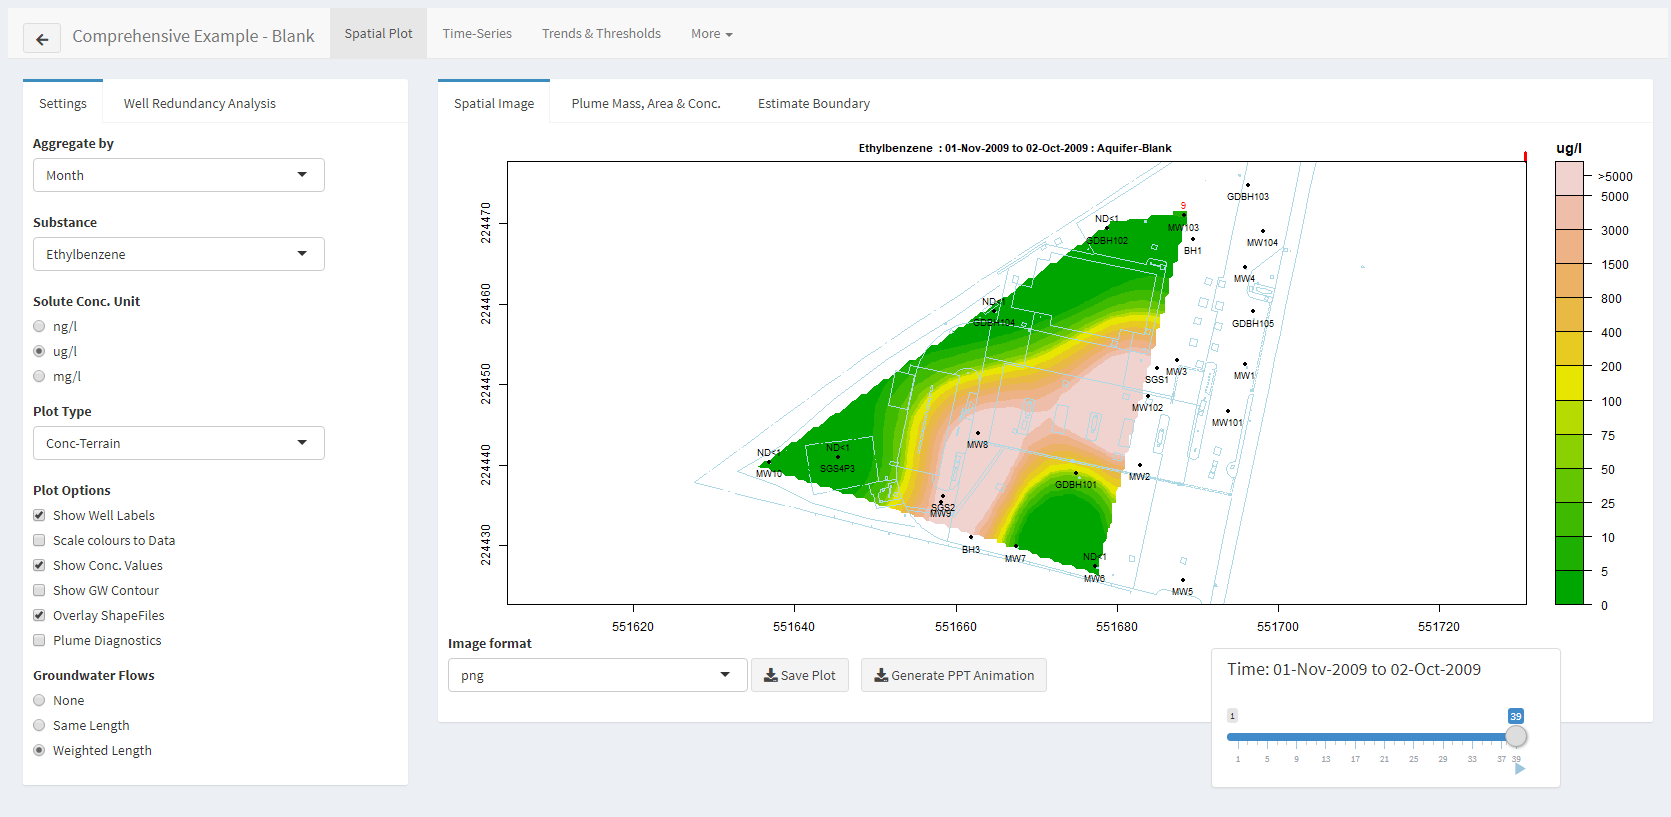 Comprehensive Example - Blank
Spatial Plot
Time-Series
Trends & Thresholds
More
Settings
Well Redundancy Analysis
Aggregate by
Month
Substance
Ethylbenzene
Solute Conc. Unit
ng/l
ug/l
mg/l
Plot Type
Conc-Terrain
Plot Options
Show Well Labels
Scale colours to Data
Show Conc. Values
Show GW Contour
Overlay ShapeFiles
Plume Diagnostics
Groundwater Flows
None
Same Length
Weighted Length
Spatial Image
Plume Mass, Area & Conc.
Estimate Boundary
Ethylbenzene : 01-Nov-2009 to 02-Oct-2009 : Aquifer-Blank
224470
224460
224450
224440
224430
GDBH103
9
ND<1
MW103
GDBH102
MW104
BH1
MW4
ND<1
GDBH104
GDBH105
MW3
MW1
SGS1
MW102
MW101
MW8
ND<1
ND<1
SGS4P3
MW10
MW2
GDBH101
SGS2
MW9
BH3
MW7
ND<1
MW6
MW5
551620
551640
551660
551680
551700
551720
ug/l
>5000
5000
3000
1500
800
400
200
100
75
50
25
10
5
0
Image format
png
Save Plot
Generate PPT Animation
Time: 01-Nov-2009 to 02-Oct-2009
1
39
1 5 9 13 17 21 25 29 33 37 39